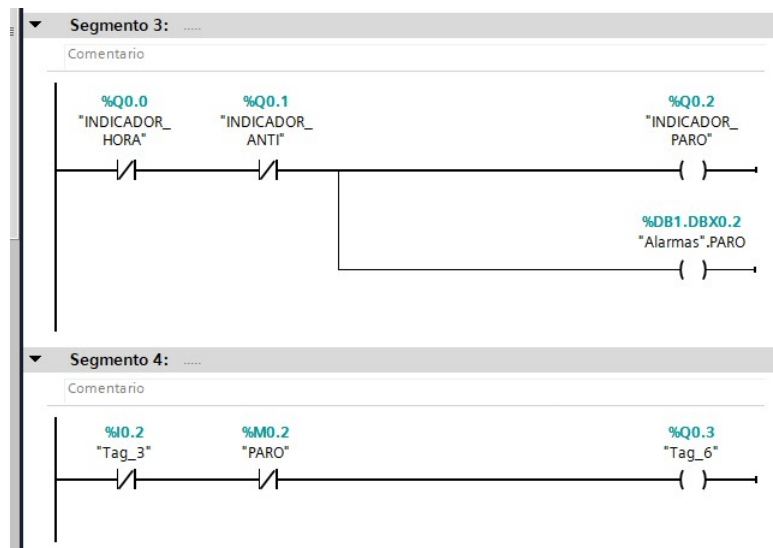 Segmento 3: .....
Comentario
%Q0.0 %Q0.1 %Q0.2
"INDICADOR_ "INDICADOR_ "INDICADOR_
HORA" ANTI" PARO"
%DB1.DBX0.2
"Alarmas".PARO
Segmento 4: .....
Comentario
%I0.2 %M0.2 %Q0.3
"Tag_3" "PARO" "Tag_6"